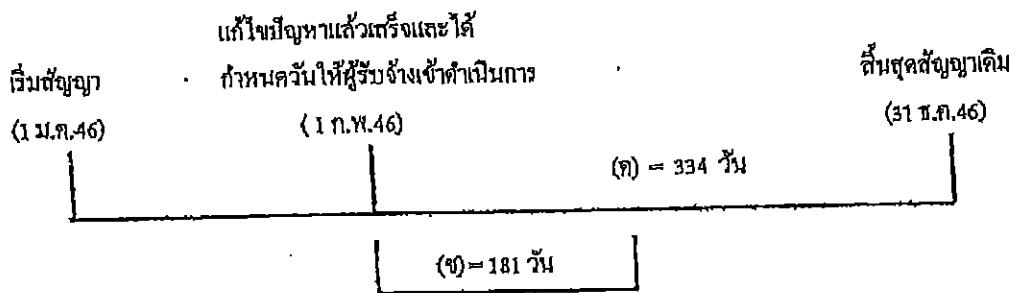 แก้ไขปัญหาแล้วเสร็จและได้
กำหนดวันให้ผู้รับจ้างเข้าดำเนินการ
เริ่มสัญญา
สิ้นสุดสัญญาเดิม
(1 ม.ค.46)
( 1 ก.พ.46)
(31 ธ.ค.46)
(ค) = 334 วัน
(ข) = 181 วัน